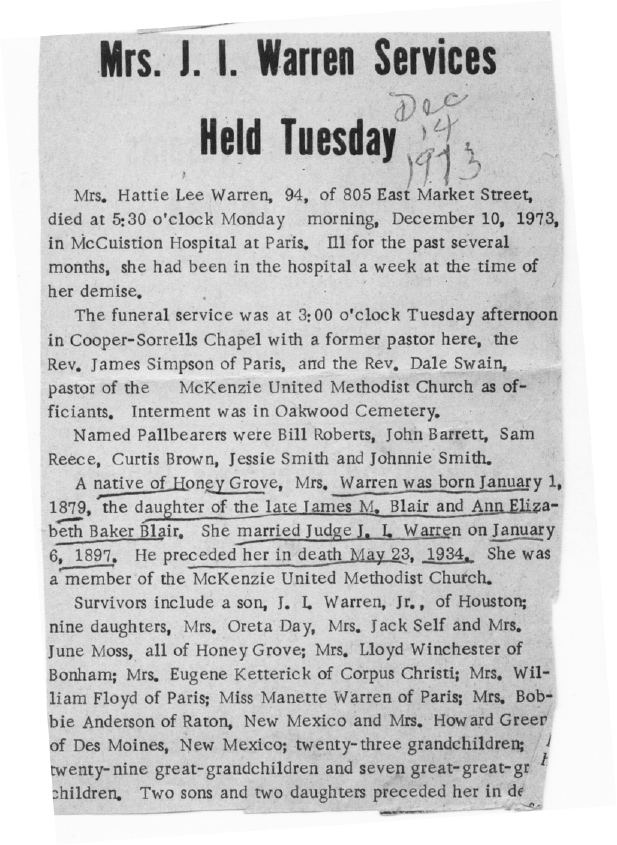 Mrs. J. I. Warren Services
Held Tuesday
Dec
14
1973
Mrs. Hattie Lee Warren, 94, of 805 East Market Street,
died at 5:30 o'clock Monday morning, December 10, 1973,
in McCuistion Hospital at Paris. Ill for the past several
months, she had been in the hospital a week at the time of
her demise.
The funeral service was at 3:00 o'clock Tuesday afternoon
in Cooper-Sorrells Chapel with a former pastor here, the
Rev. James Simpson of Paris, and the Rev. Dale Swain,
pastor of the McKenzie United Methodist Church as of-
ficiants. Interment was in Oakwood Cemetery.
Named Pallbearers were Bill Roberts, John Barrett, Sam
Reece, Curtis Brown, Jessie Smith and Johnnie Smith.
A native of Honey Grove, Mrs. Warren was born January 1,
1879, the daughter of the late James M. Blair and Ann Eliza-
beth Baker Blair. She married Judge J. I. Warren on January
6, 1897. He preceded her in death May 23, 1934. She was
a member of the McKenzie United Methodist Church.
Survivors include a son, J. I. Warren, Jr., of Houston;
nine daughters, Mrs. Oreta Day, Mrs. Jack Self and Mrs.
June Moss, all of Honey Grove; Mrs. Lloyd Winchester of
Bonham; Mrs. Eugene Ketterick of Corpus Christi; Mrs. Wil-
liam Floyd of Paris; Miss Manette Warren of Paris; Mrs. Bob-
bie Anderson of Raton, New Mexico and Mrs. Howard Green
of Des Moines, New Mexico; twenty-three grandchildren;
twenty-nine great-grandchildren and seven great-great-gr
children. Two sons and two daughters preceded her in de